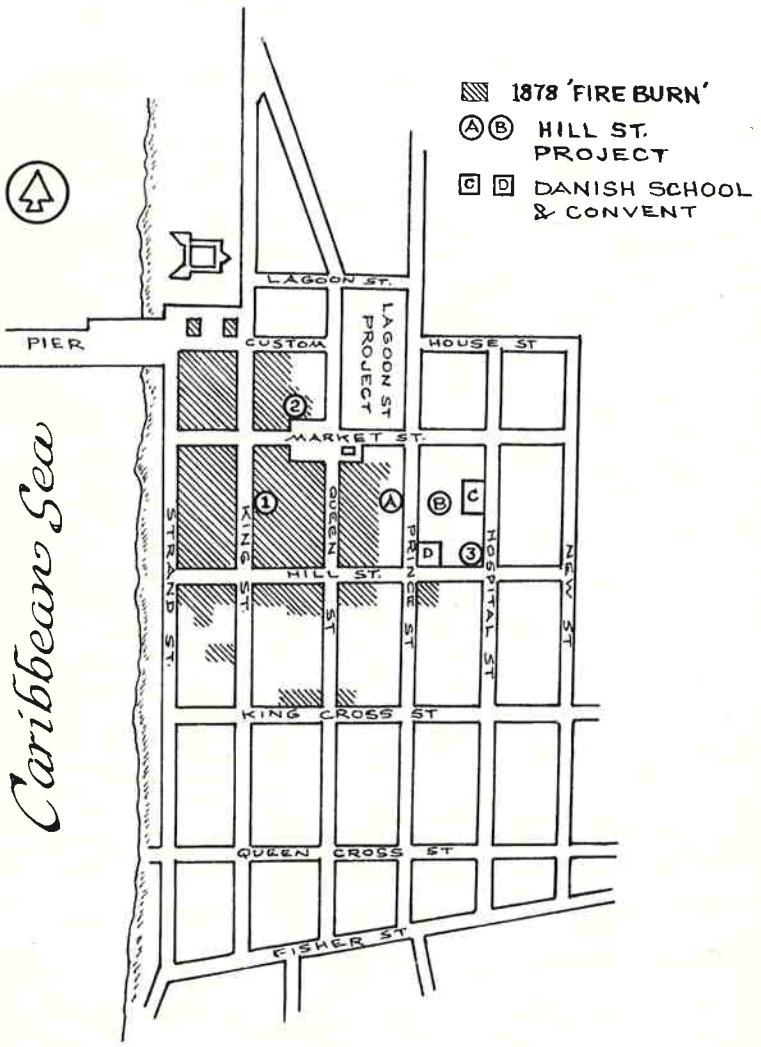 1878 'FIREBURN'
A B HILL ST.
PROJECT
C D DANISH SCHOOL
& CONVENT
LAGOON ST.
PIER
CUSTOM HOUSE ST
LAGOON ST
PROJECT
2
MARKET ST.
1
A
B
C
D
3
HILL ST.
STRAND ST.
KING ST.
QUEEN ST
PRINCE ST
HOSPITAL ST
NEW ST
Caribbean Sea
KING CROSS ST
QUEEN CROSS ST
FISHER ST